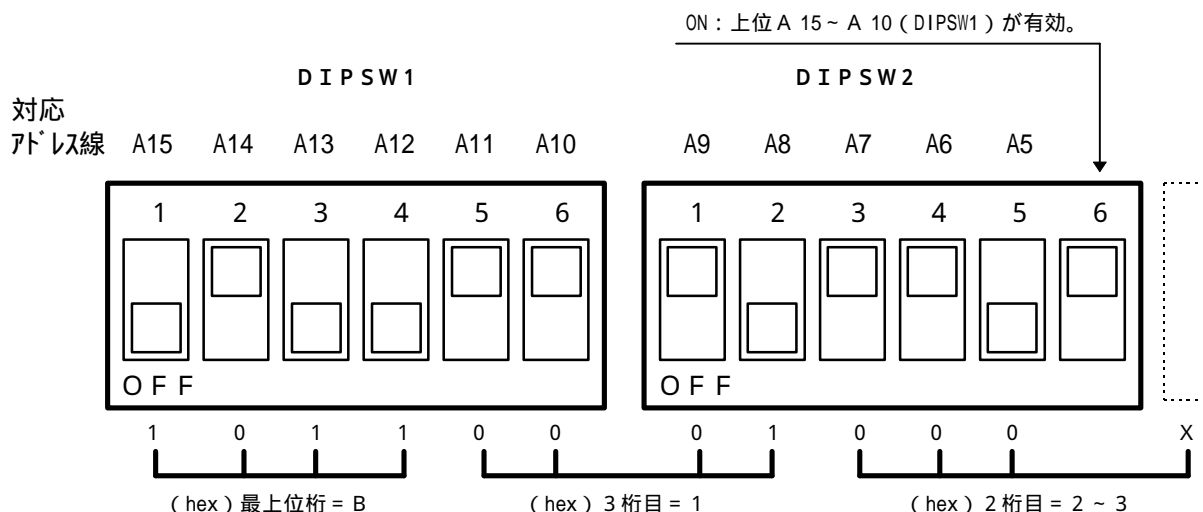 ON：上位A 15～A 10（DIPSW1）が有効。
DIPSW1 DIPSW2
対応
ｱﾄﾞﾚｽ線 A15 A14 A13 A12 A11 A10 A9 A8 A7 A6 A5
1 2 3 4 5 6 1 2 3 4 5 6
OFF OFF
1 0 1 1 0 0 0 1 0 0 0 X
（hex）最上位桁＝B （hex）3桁目＝1 （hex）2桁目＝2～3